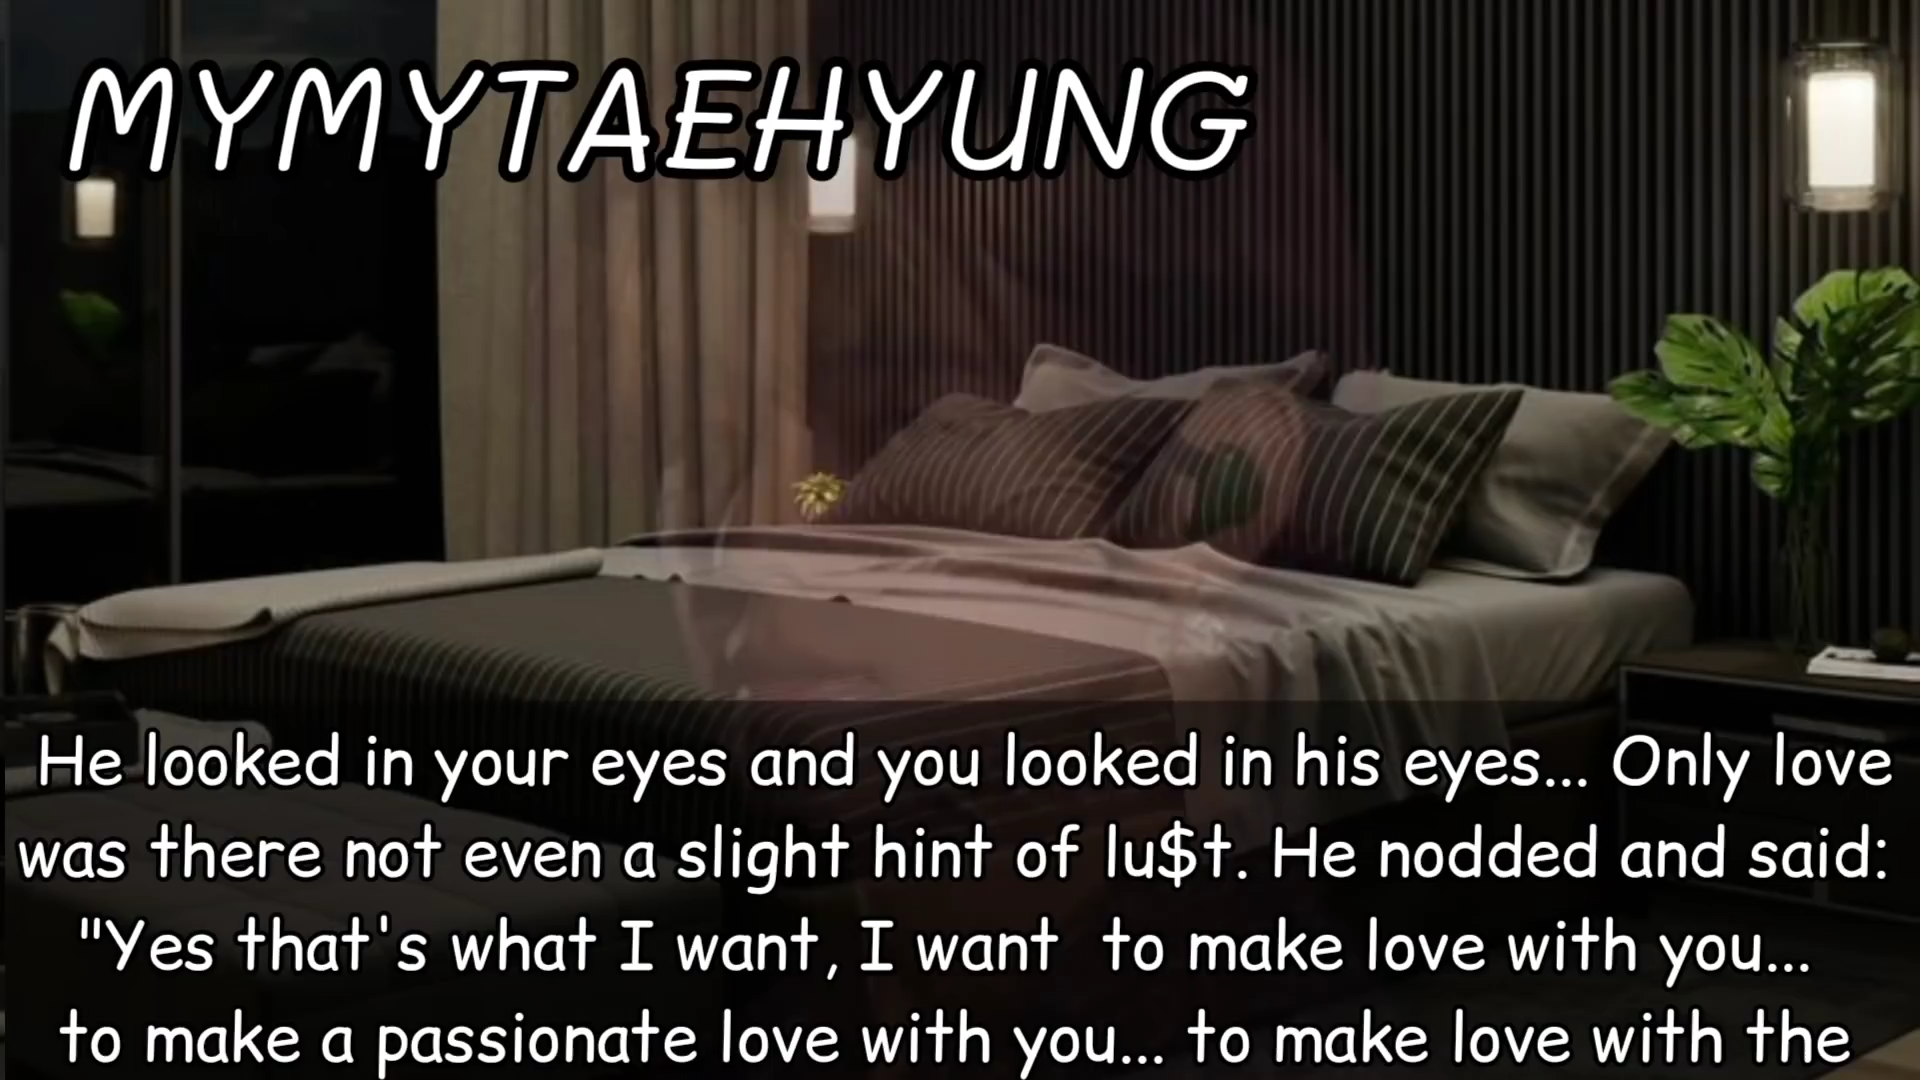 MYMYTAEHYUNG
He looked in your eyes and you looked in his eyes... Only love
was there not even a slight hint of lu$t. He nodded and said:
"Yes that's what I want, I want  to make love with you...
to make a passionate love with you... to make love with the